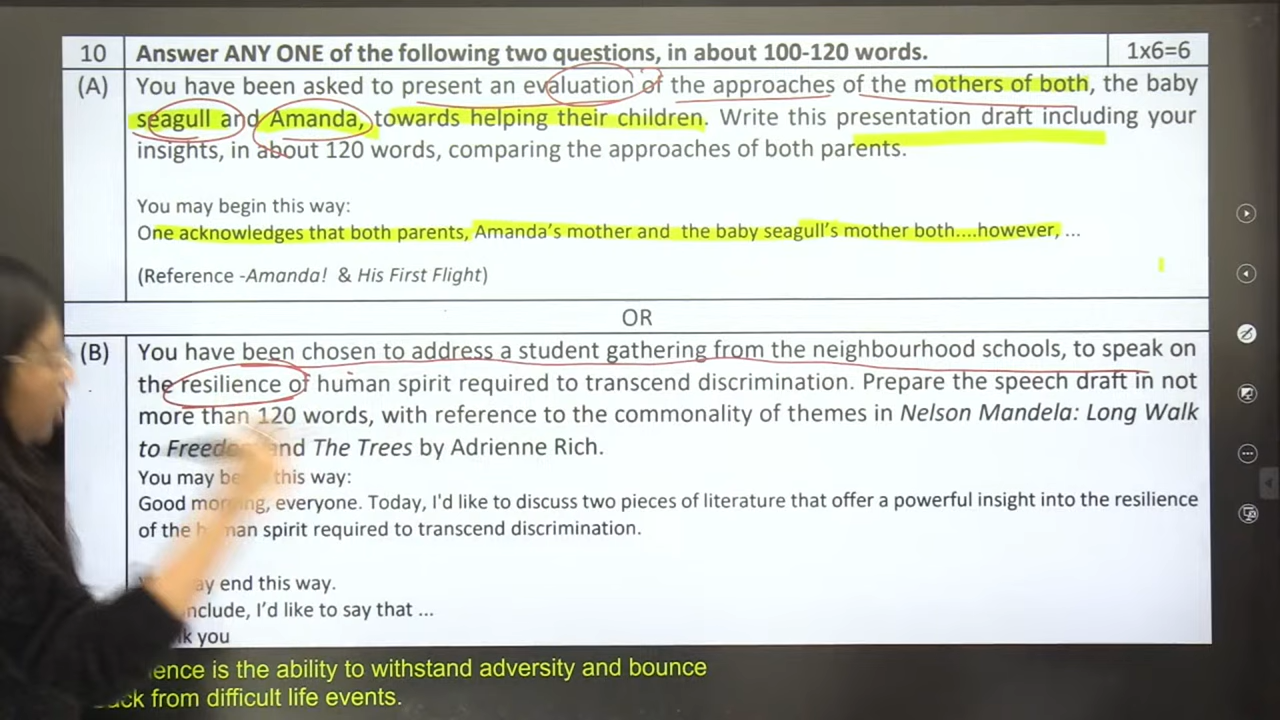 10 Answer ANY ONE of the following two questions, in about 100-120 words. 1x6=6
(A) You have been asked to present an evaluation of the approaches of the mothers of both, the baby
seagull and Amanda, towards helping their children. Write this presentation draft including your
insights, in about 120 words, comparing the approaches of both parents.
You may begin this way:
One acknowledges that both parents, Amanda's mother and the baby seagull's mother both....however, ...
(Reference -Amanda! & His First Flight)
OR
(B) You have been chosen to address a student gathering from the neighbourhood schools, to speak on
the resilience of human spirit required to transcend discrimination. Prepare the speech draft in not
more than 120 words, with reference to the commonality of themes in Nelson Mandela: Long Walk
to and The Trees by Adrienne Rich.
You may this way:
Good everyone. Today, I'd like to discuss two pieces of literature that offer a powerful insight into the resilience
of the spirit required to transcend discrimination.
end this way.
I'd like to say that ...
you
is the ability to withstand adversity and bounce
from difficult life events.